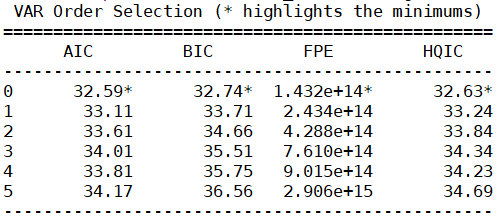 VAR Order Selection (* highlights the minimums)
==================================================
AIC BIC FPE HQIC
--------------------------------------------------
0 32.59* 32.74* 1.432e+14* 32.63*
1 33.11 33.71 2.434e+14 33.24
2 33.61 34.66 4.288e+14 33.84
3 34.01 35.51 7.610e+14 34.34
4 33.81 35.75 9.015e+14 34.23
5 34.17 36.56 2.906e+15 34.69
--------------------------------------------------